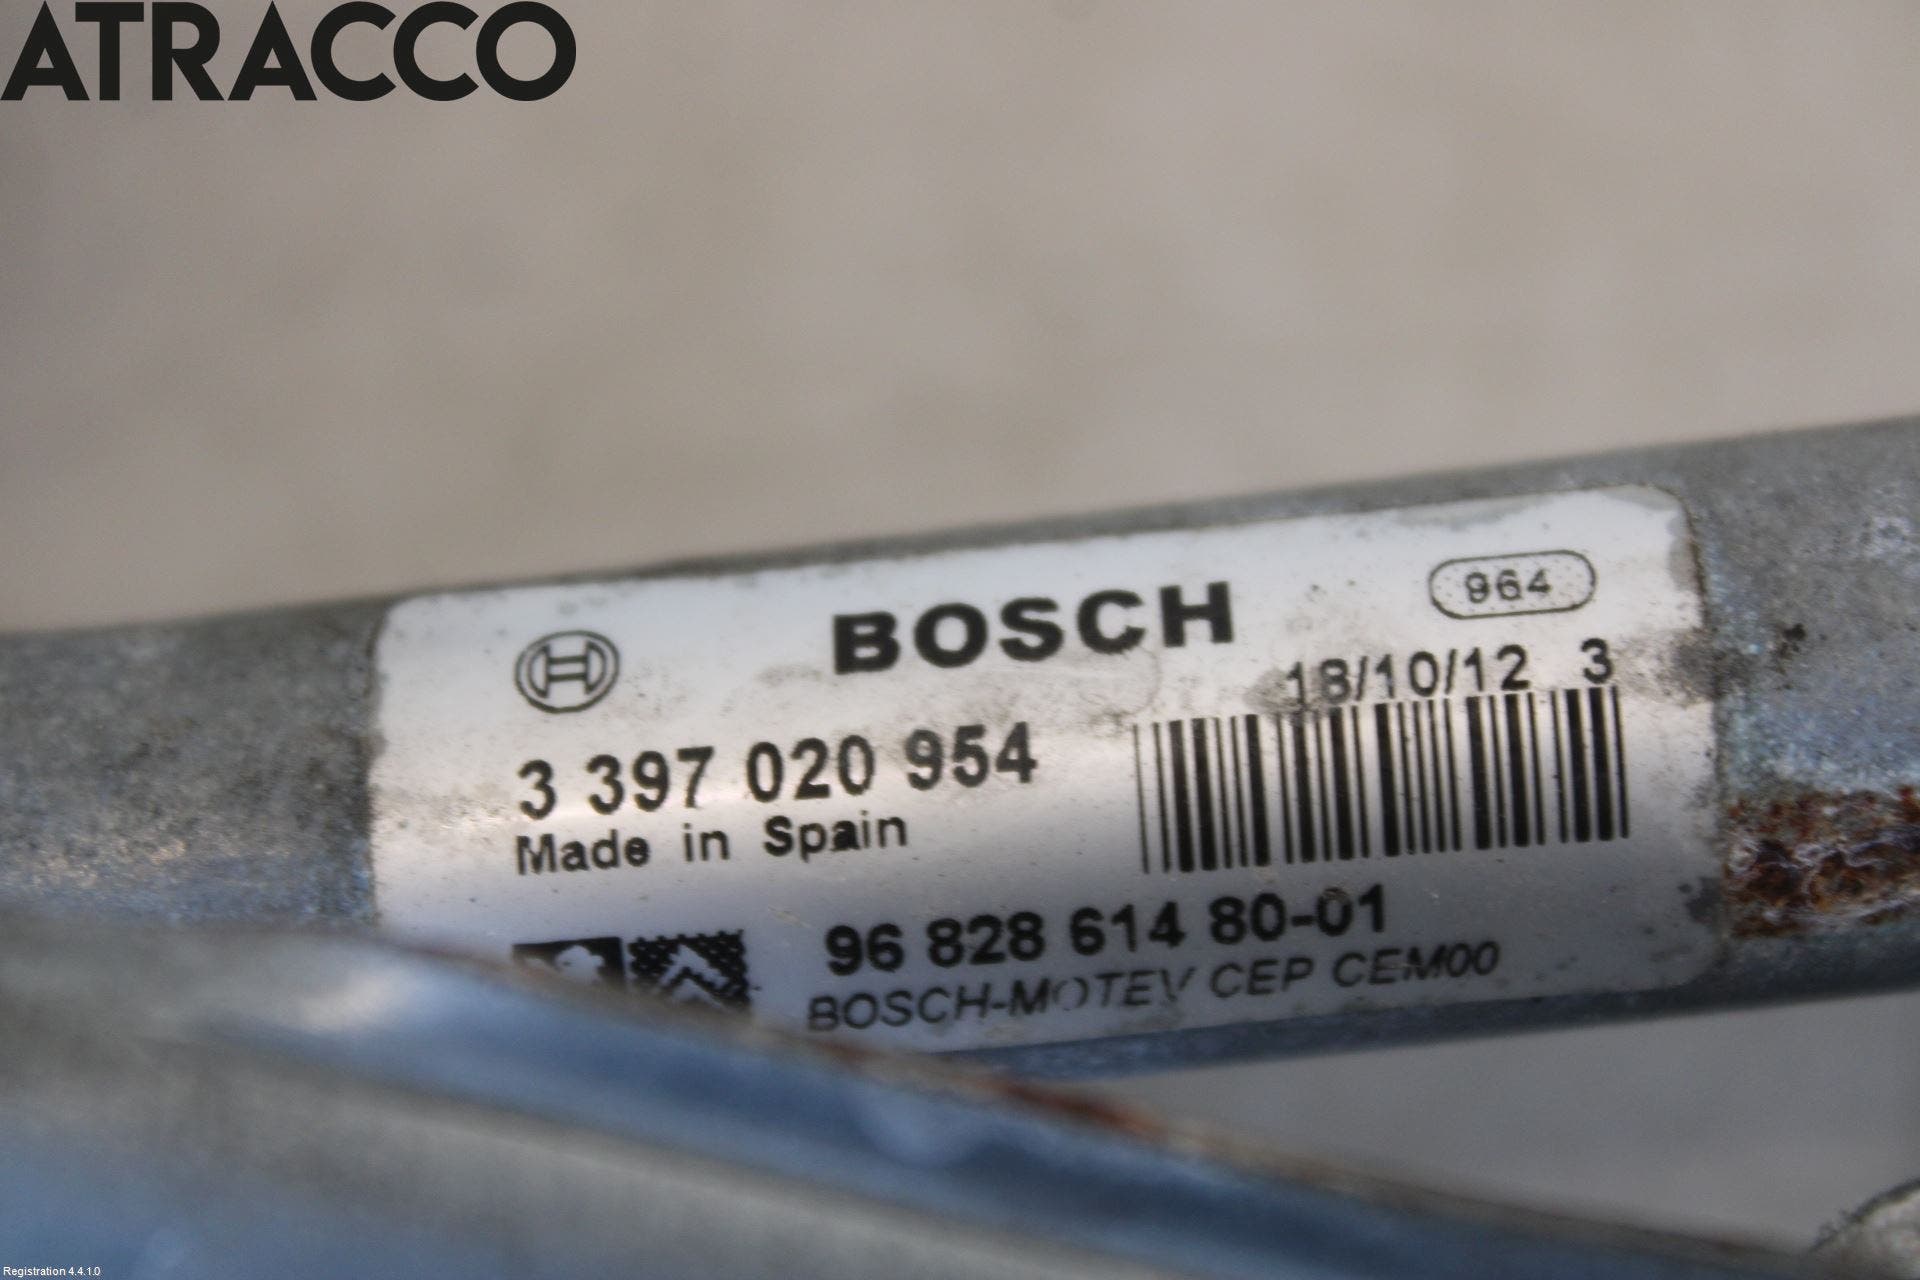 ATRACCO
BOSCH
964
18/10/12 3
3 397 020 954
Made in Spain
96 828 614 80-01
BOSCH-MOTEV CEP CEM00
Registration 4.4.1.0